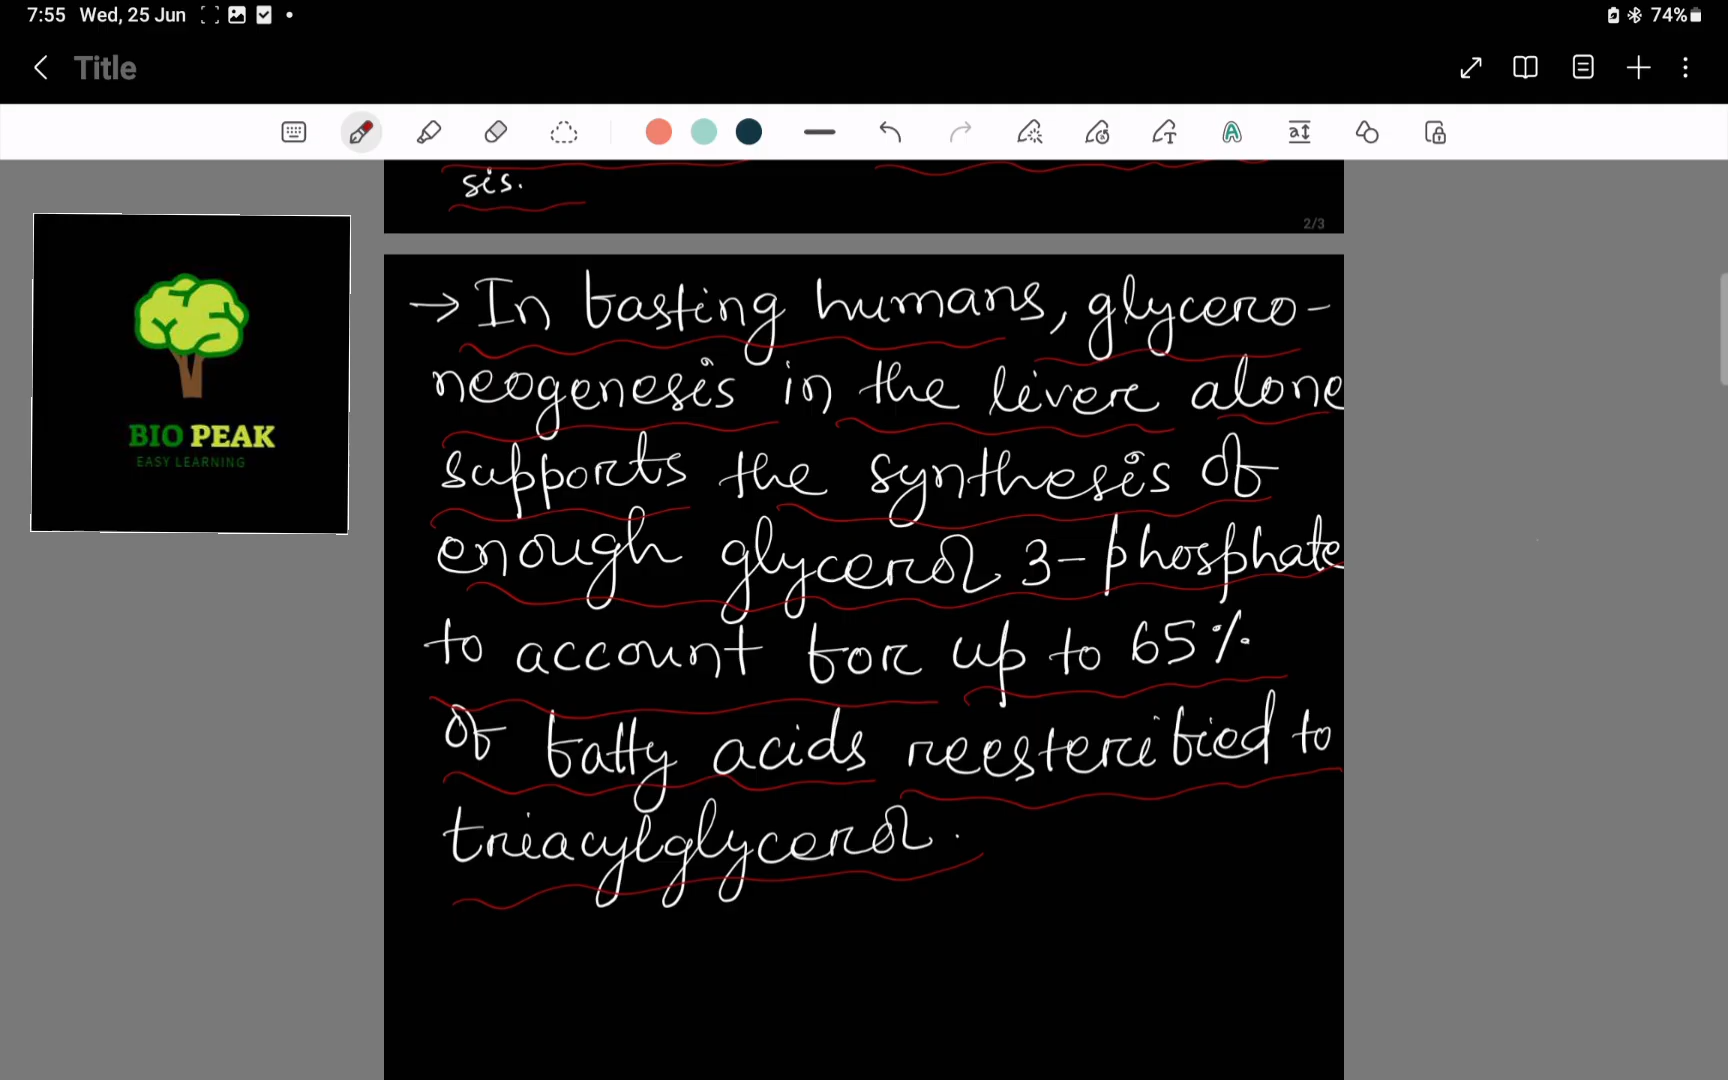 7:55 Wed, 25 Jun
74%
Title
sis.
2/3
→ In fasting humans, glycero-
neogenesis in the liver alone
supports the synthesis of
enough glycerol 3-phosphate
to account for up to 65%
of fatty acids reesterified to
triacylglycerol.
BIO PEAK
EASY LEARNING